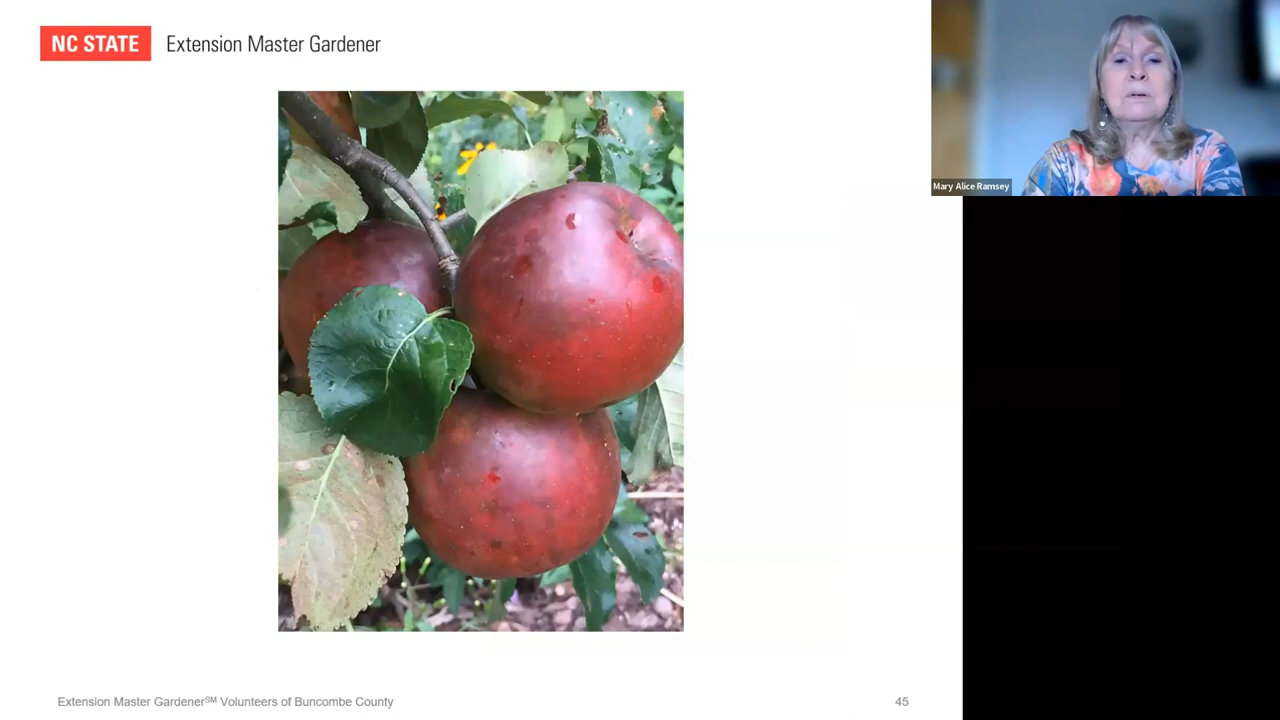 NC STATE Extension Master Gardener
Mary Alice Ramsey
Extension Master Gardener℠ Volunteers of Buncombe County 45